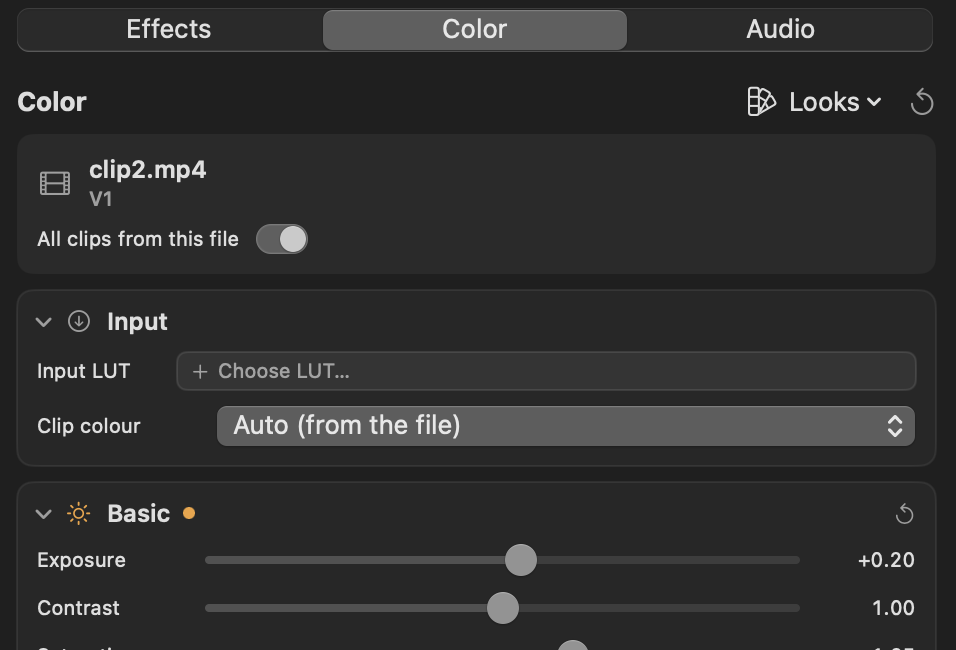 Effects
Color
Audio
Color
Looks
clip2.mp4
V1
All clips from this file
Input
Input LUT
+ Choose LUT...
Clip colour
Auto (from the file)
Basic
Exposure
+0.20
Contrast
1.00